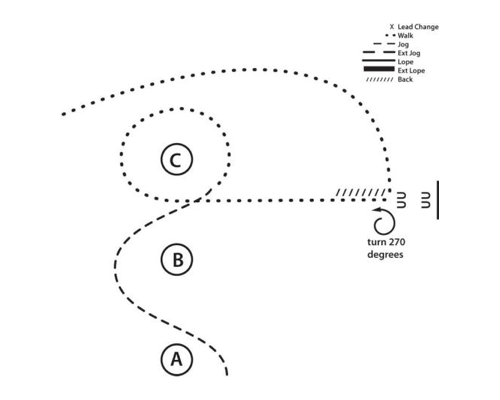 X Lead Change
Walk
Jog
Ext Jog
Lope
Ext Lope
Back
C
B
A
turn 270
degrees